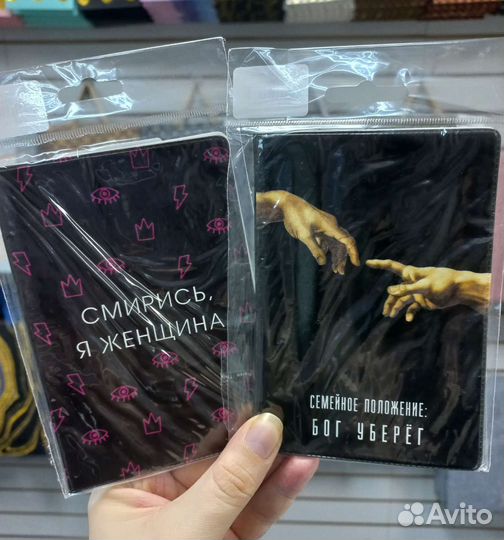 СМИРИСЬ,
Я ЖЕНЩИНА
СЕМЕЙНОЕ ПОЛОЖЕНИЕ:
БОГ УБЕРЁГ
Avito